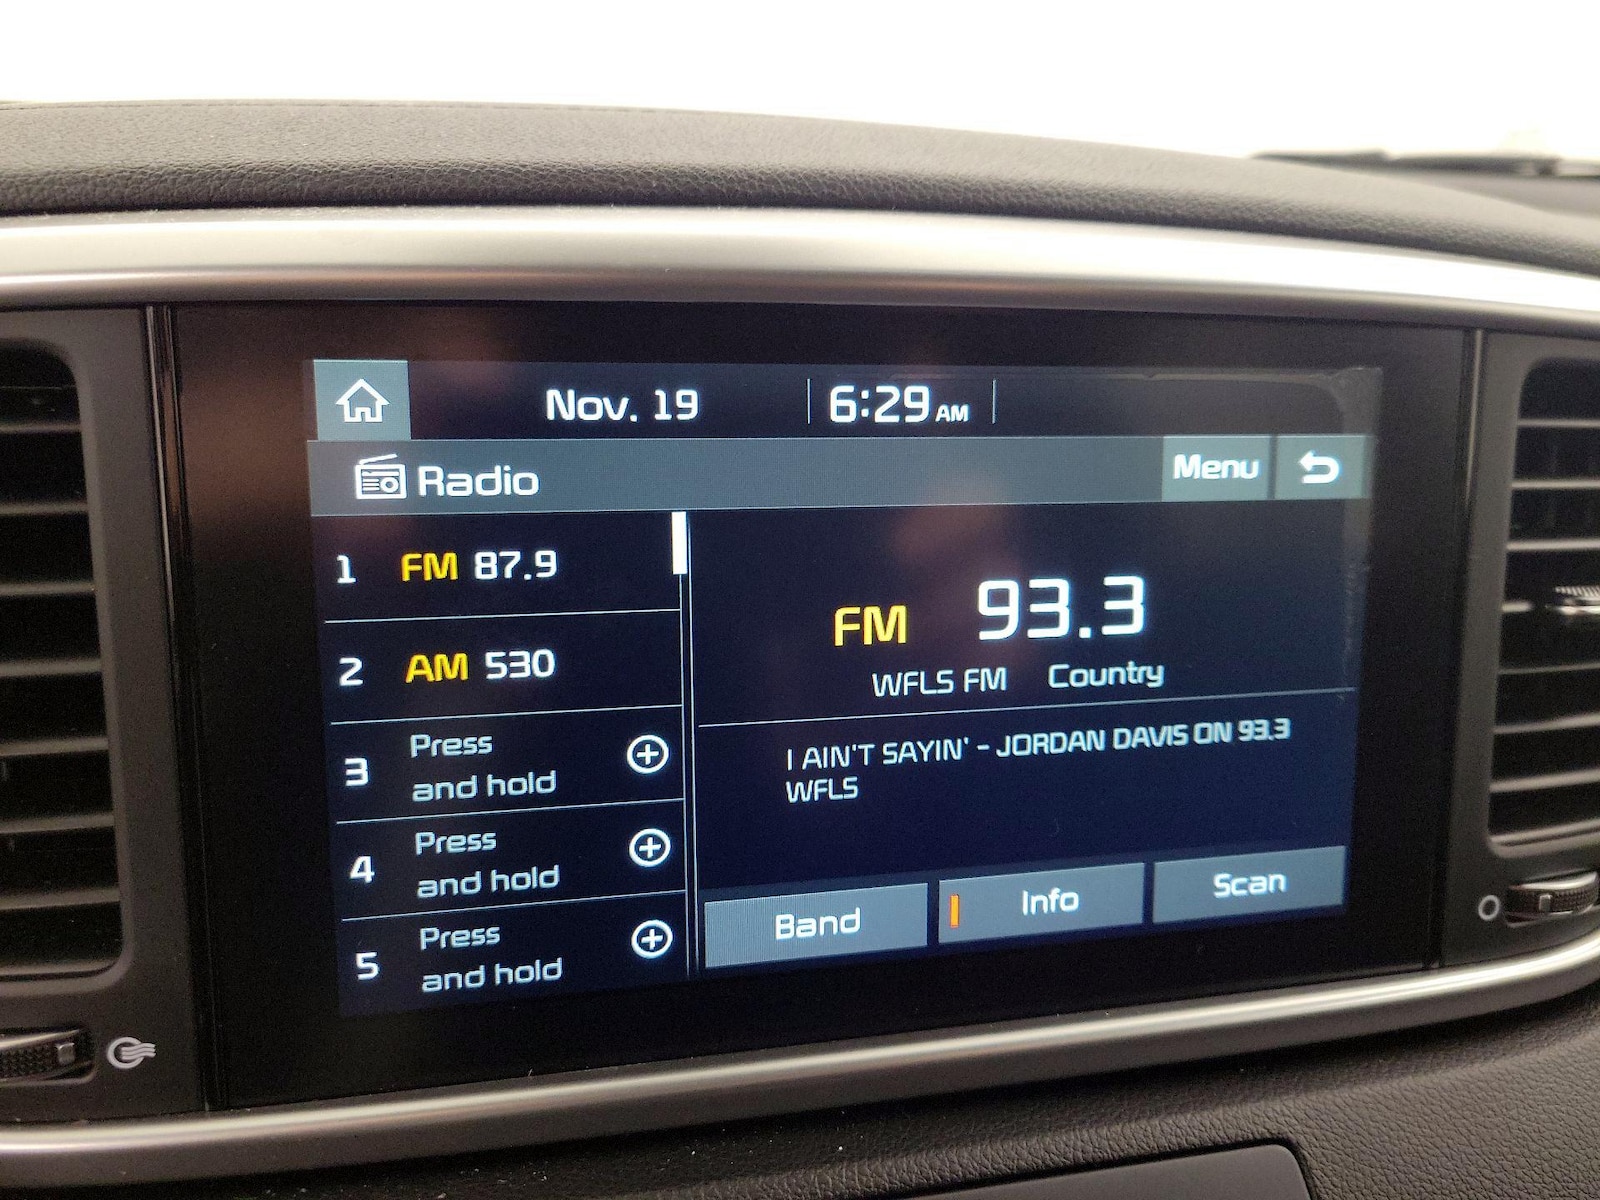 Nov. 19
6:29 AM
Radio
Menu
1 FM 87.9
2 AM 530
3 Press
and hold
4 Press
and hold
5 Press
and hold
FM 93.3
WFLS FM Country
I AIN'T SAYIN' - JORDAN DAVIS ON 93.3
WFLS
Band
Info
Scan